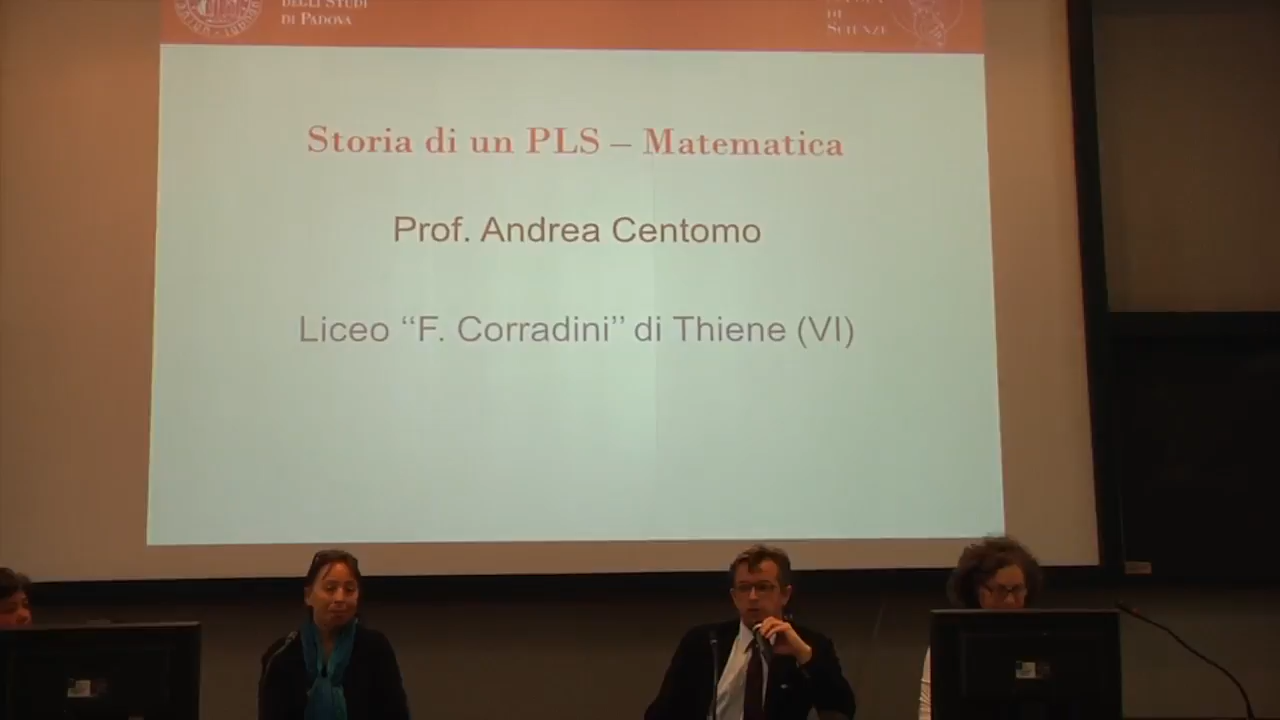 DEGLI STUDI
DI PADOVA
DI
SCIENZE
Storia di un PLS – Matematica
Prof. Andrea Centomo
Liceo “F. Corradini” di Thiene (VI)